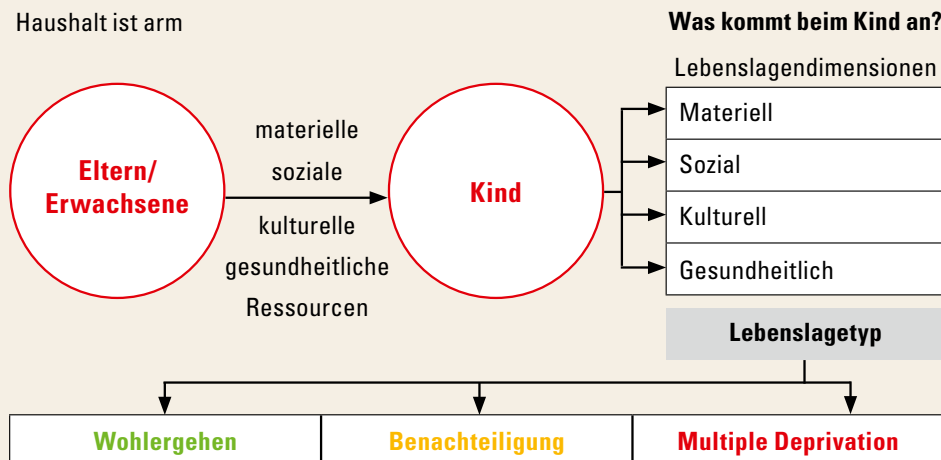 Haushalt ist arm
Was kommt beim Kind an?
Lebenslagendimensionen
Eltern/
Erwachsene
materielle
soziale
kulturelle
gesundheitliche
Ressourcen
Kind
Materiell
Sozial
Kulturell
Gesundheitlich
Lebenslagetyp
Wohlergehen
Benachteiligung
Multiple Deprivation